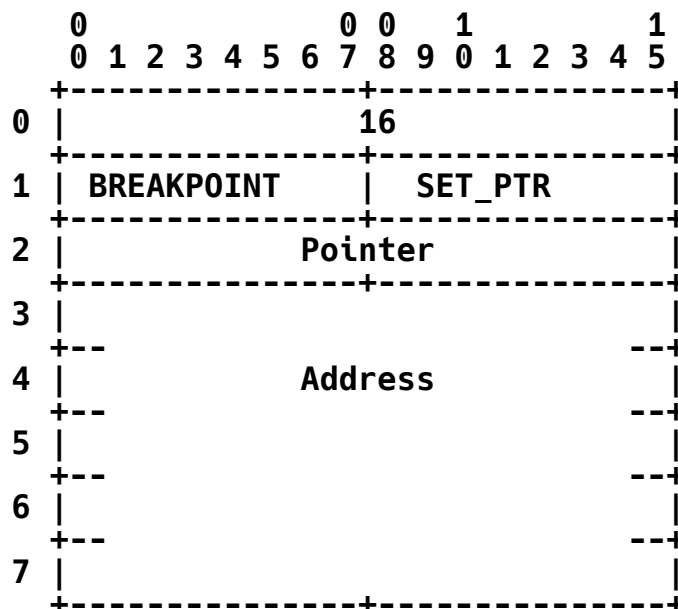 0             0 0   1         1
    0 1 2 3 4 5 6 7 8 9 0 1 2 3 4 5
   +---------------+---------------+
0  |               16              |
   +---------------+---------------+
1  | BREAKPOINT    |  SET_PTR      |
   +---------------+---------------+
2  |            Pointer            |
   +---------------+---------------+
3  |                               |
   +--                           --+
4  |            Address            |
   +--                           --+
5  |                               |
   +--                           --+
6  |                               |
   +--                           --+
7  |                               |
   +---------------+---------------+